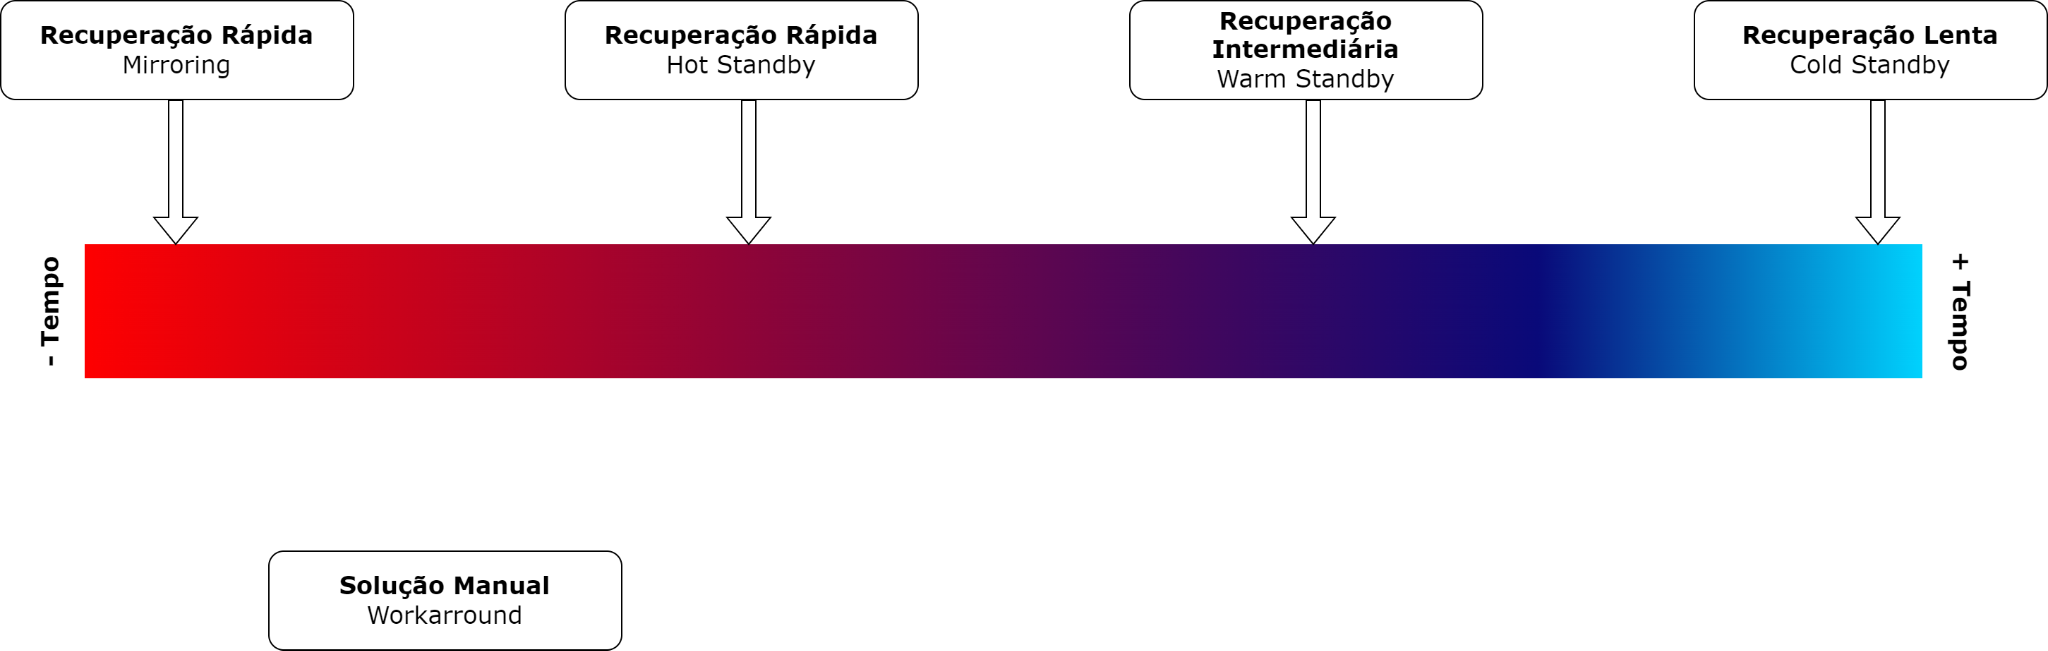 Recuperação Rápida
Mirroring
Recuperação Rápida
Hot Standby
Recuperação
Intermediária
Warm Standby
Recuperação Lenta
Cold Standby
- Tempo
+ Tempo
Solução Manual
Workarround